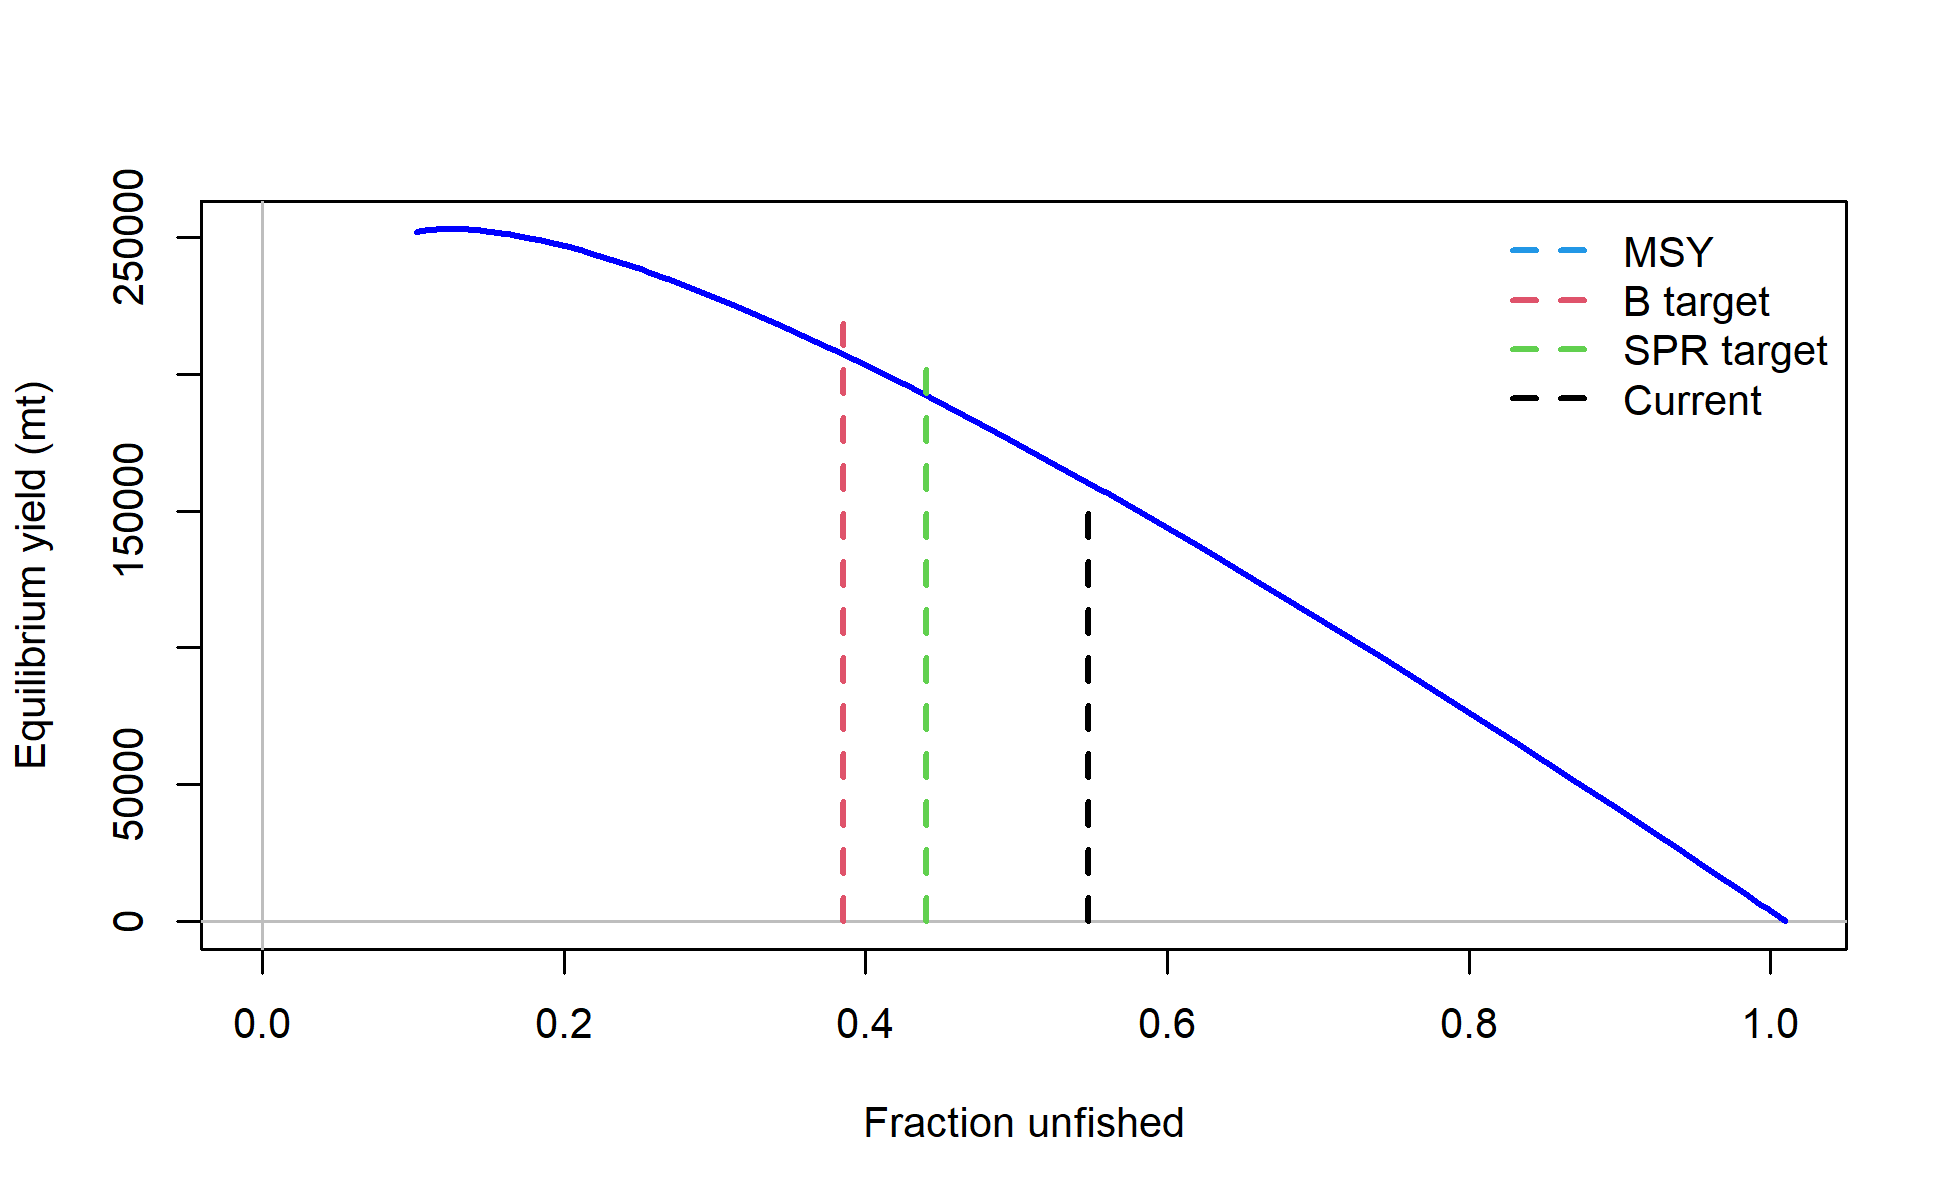 250000
150000
50000
0
Equilibrium yield (mt)
MSY
B target
SPR target
Current
0.0 0.2 0.4 0.6 0.8 1.0
Fraction unfished